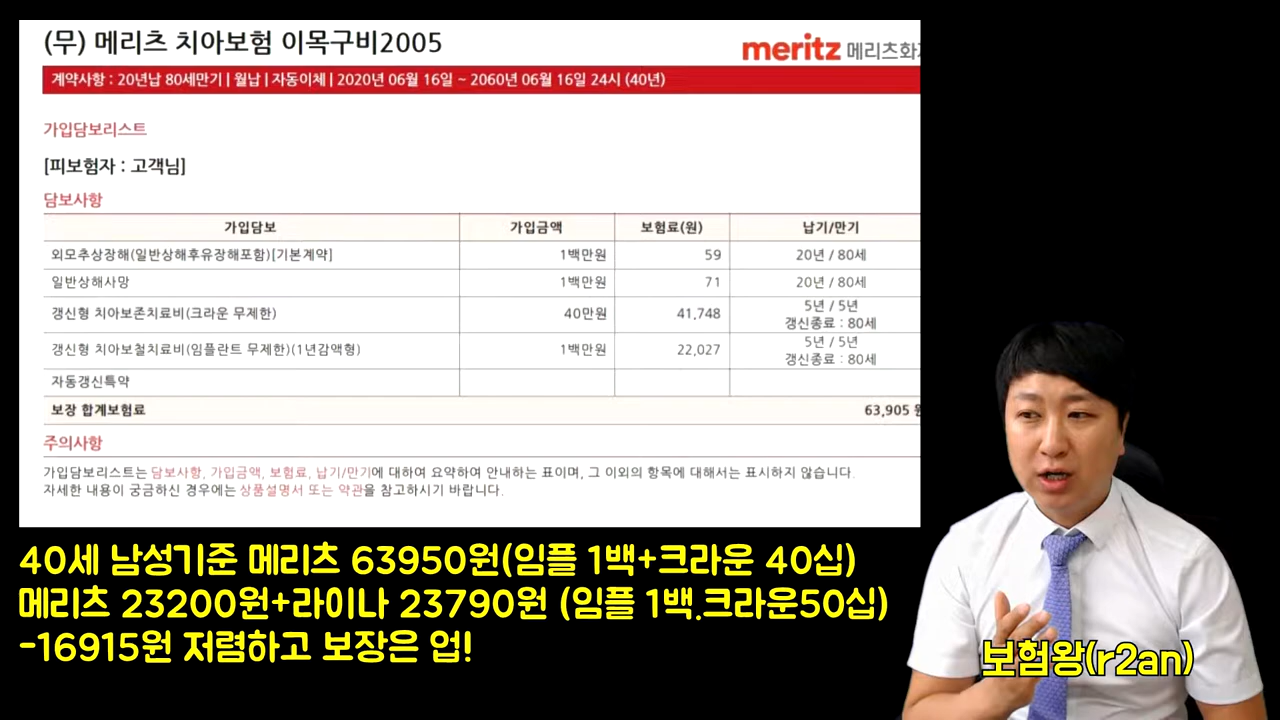 (무) 메리츠 치아보험 이목구비2005
meritz 메리츠화
계약사항 : 20년납 80세만기 | 월납 | 자동이체 | 2020년 06월 16일 ~ 2060년 06월 16일 24시 (40년)
가입담보리스트
[피보험자 : 고객님]
담보사항
가입담보 가입금액 보험료(원) 납기/만기
외모추상장해(일반상해후유장해포함)[기본계약] 1백만원 59 20년 / 80세
일반상해사망 1백만원 71 20년 / 80세
갱신형 치아보존치료비(크라운 무제한) 40만원 41,748 5년 / 5년
갱신종료 : 80세
갱신형 치아보철치료비(임플란트 무제한)(1년감액형) 1백만원 22,027 5년 / 5년
갱신종료 : 80세
자동갱신특약
보장 합계보험료 63,905 원
주의사항
가입담보리스트는 담보사항, 가입금액, 보험료, 납기/만기에 대하여 요약하여 안내하는 표이며, 그 이외의 항목에 대해서는 표시하지 않습니다.
자세한 내용이 궁금하신 경우에는 상품설명서 또는 약관을 참고하시기 바랍니다.
40세 남성기준 메리츠 63950원(임플 1백+크라운 40십)
메리츠 23200원+라이나 23790원 (임플 1백.크라운50십)
-16915원 저렴하고 보장은 업!
보험왕(r2an)